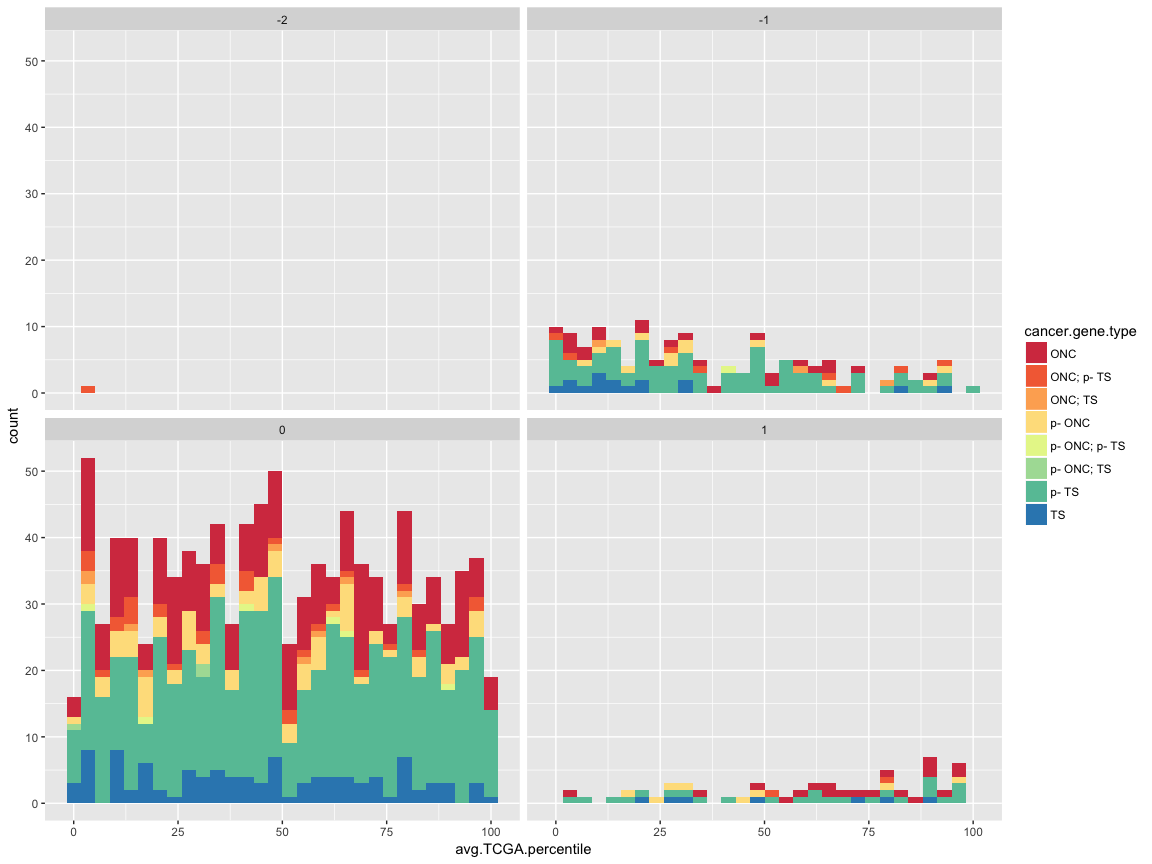 -2
-1
50
40
30
20
10
0
0
1
50
40
30
20
10
0
0
25
50
75
100
0
25
50
75
100
avg.TCGA.percentile
count
cancer.gene.type
ONC
ONC; p- TS
ONC; TS
p- ONC
p- ONC; p- TS
p- ONC; TS
p- TS
TS